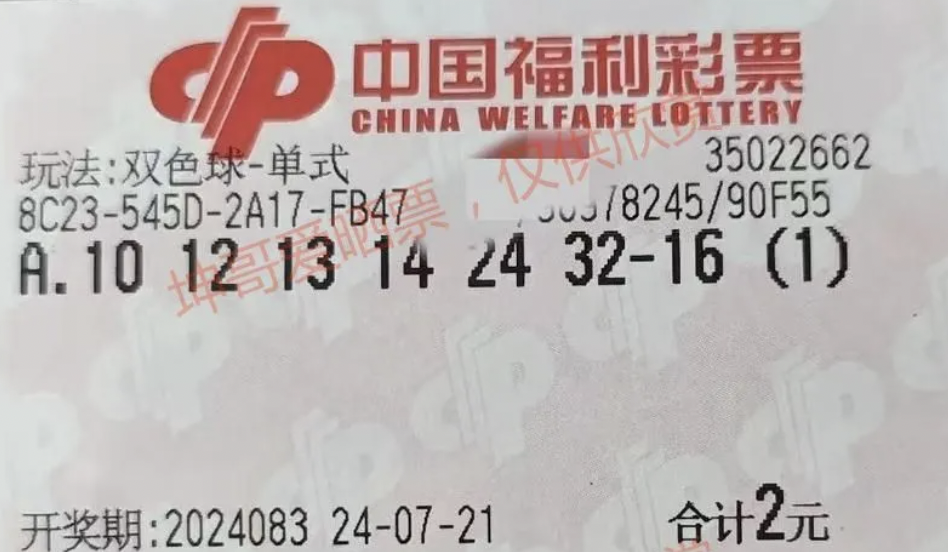 中国福利彩票
CHINA WELFARE LOTTERY
玩法:双色球-单式
35022662
8C23-545D-2A17-FB47 8245/90F55
A.10 12 13 14 24 32-16 (1)
坤哥爱晒票，仅供欣赏
开奖期:2024083 24-07-21
合计2元